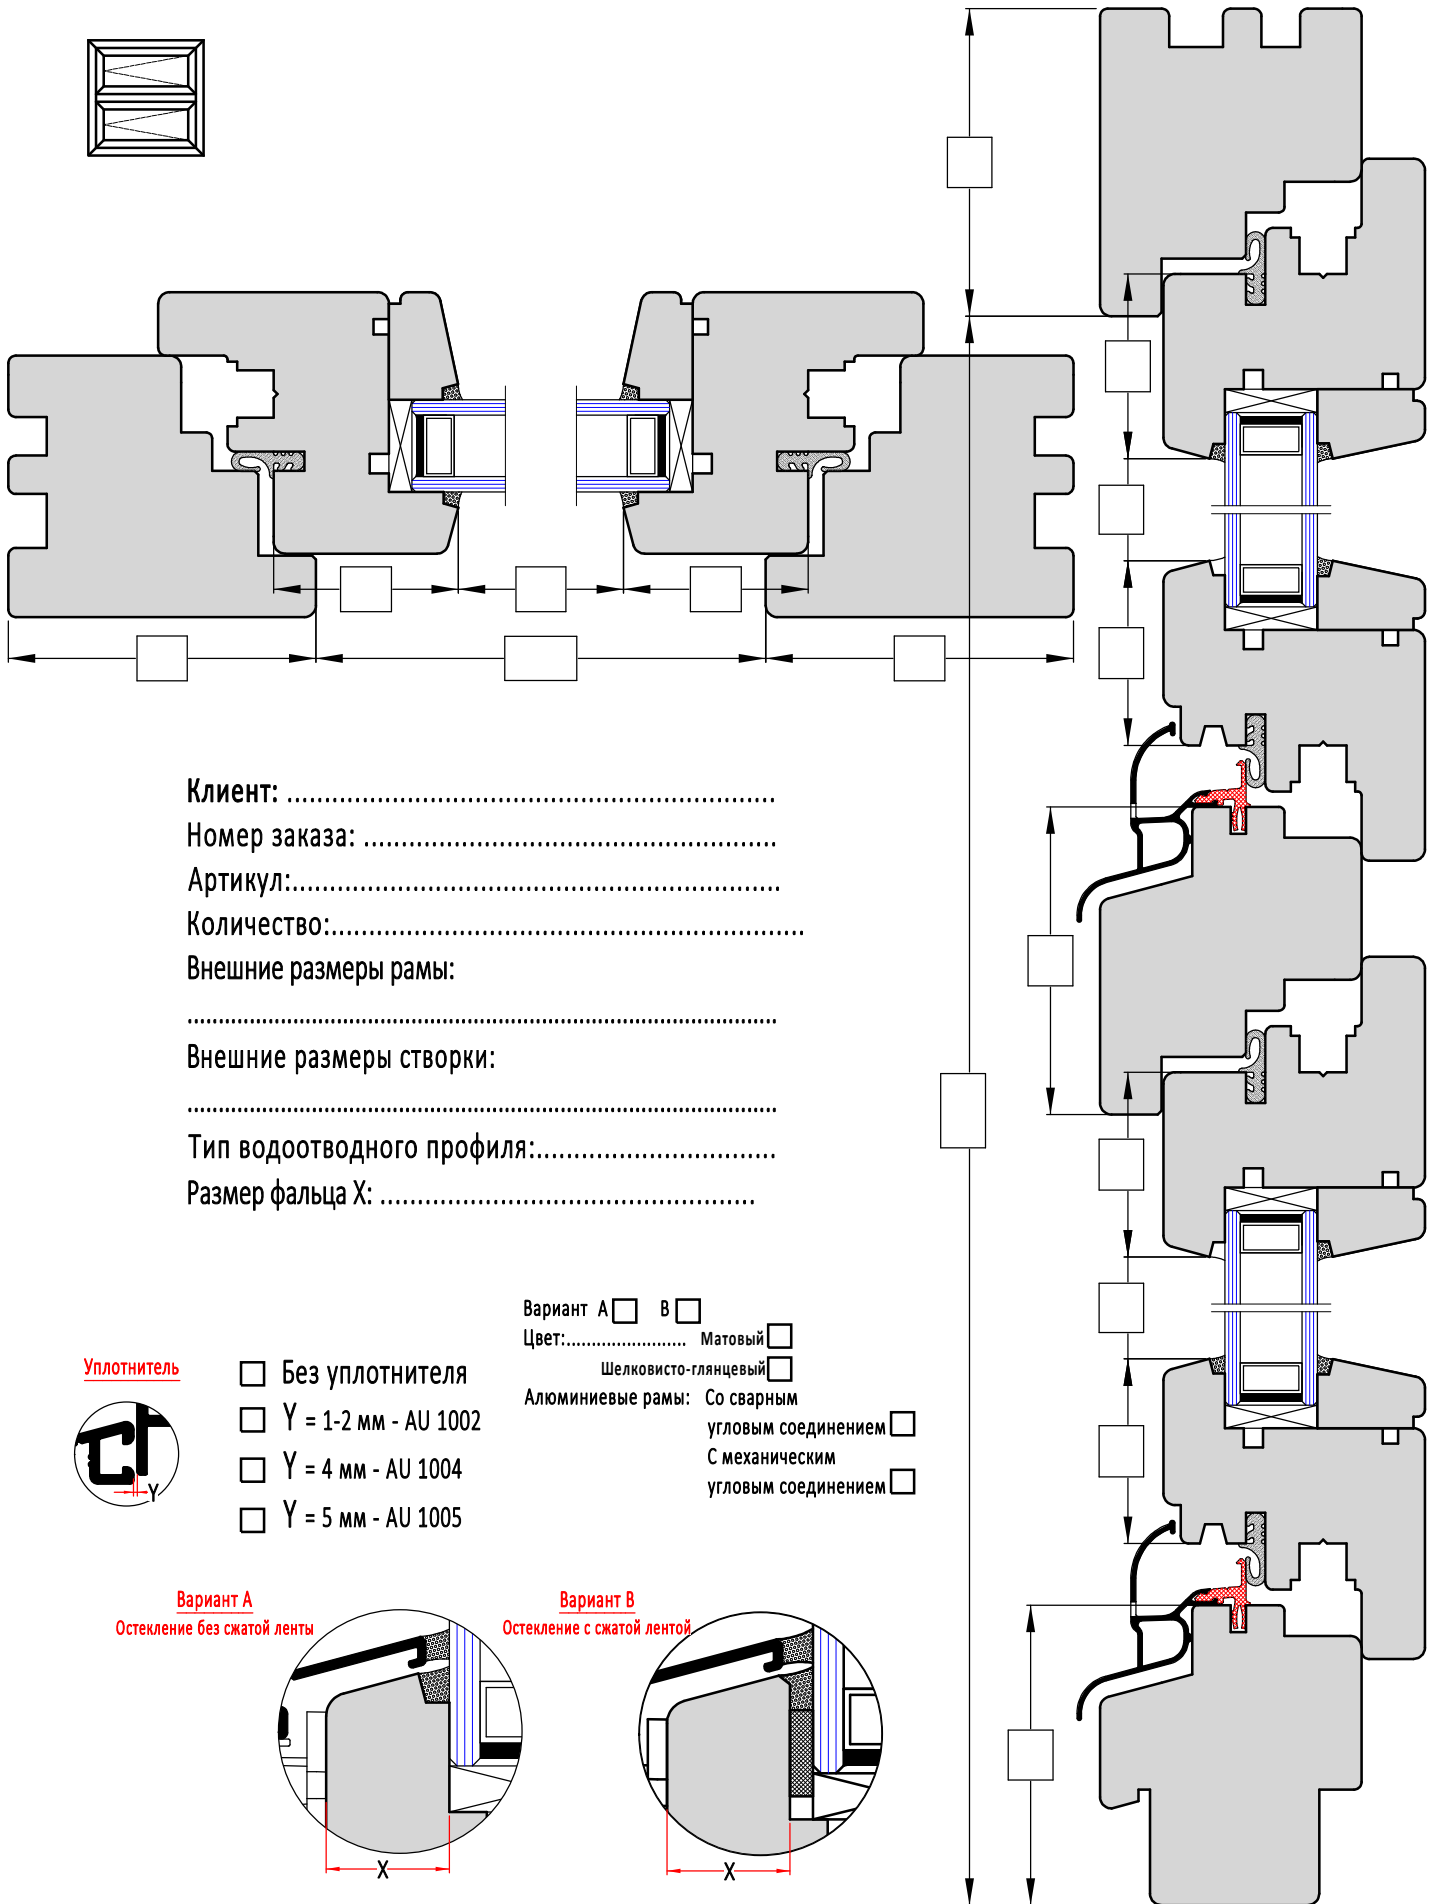 Клиент: ................................................................
Номер заказа: .......................................................
Артикул:.................................................................
Количество:...............................................................
Внешние размеры рамы:
................................................................................................
Внешние размеры створки:
................................................................................................
Тип водоотводного профиля:................................
Размер фальца X: ..................................................
Вариант A B
Цвет:........................ Матовый
Шелковисто-глянцевый
Алюминиевые рамы: Со сварным
угловым соединением
С механическим
угловым соединением
Уплотнитель
Y
Без уплотнителя
Y = 1-2 мм - AU 1002
Y = 4 мм - AU 1004
Y = 5 мм - AU 1005
Вариант A
Остекление без сжатой ленты
X
Вариант B
Остекление с сжатой лентой
X